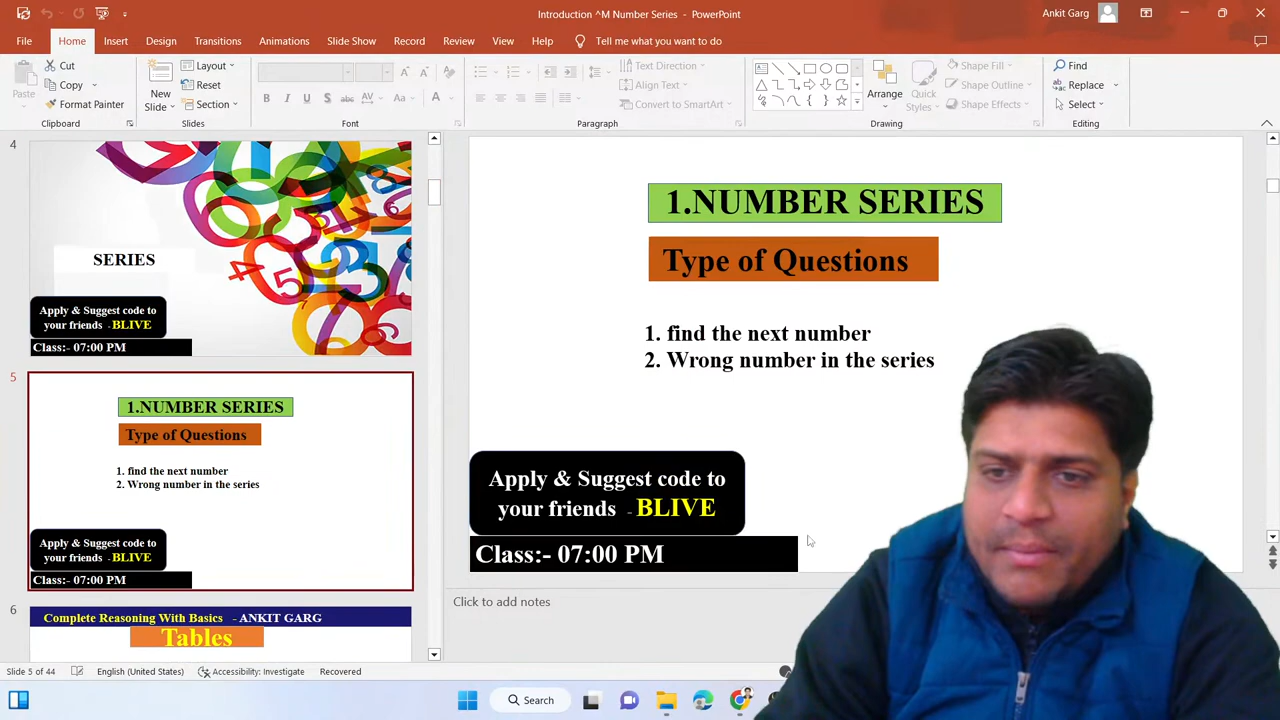 Introduction ^M Number Series - PowerPoint
Ankit Garg
File Home Insert Design Transitions Animations Slide Show Record Review View Help Tell me what you want to do
Paste
Cut
Copy
Format Painter
Clipboard
New Slide
Layout
Reset
Section
Slides
B I U S ab AV Aa A
Font
Text Direction
Align Text
Convert to SmartArt
Paragraph
Arrange
Quick Styles
Shape Fill
Shape Outline
Shape Effects
Drawing
Find
Replace
Select
Editing
4
SERIES
Apply & Suggest code to
your friends - BLIVE
Class:- 07:00 PM
5
1.NUMBER SERIES
Type of Questions
1. find the next number
2. Wrong number in the series
Apply & Suggest code to
your friends - BLIVE
Class:- 07:00 PM
6
Complete Reasoning With Basics - ANKIT GARG
Tables
1.NUMBER SERIES
Type of Questions
1. find the next number
2. Wrong number in the series
Apply & Suggest code to
your friends - BLIVE
Class:- 07:00 PM
Click to add notes
Slide 5 of 44 English (United States) Accessibility: Investigate Recovered
Search